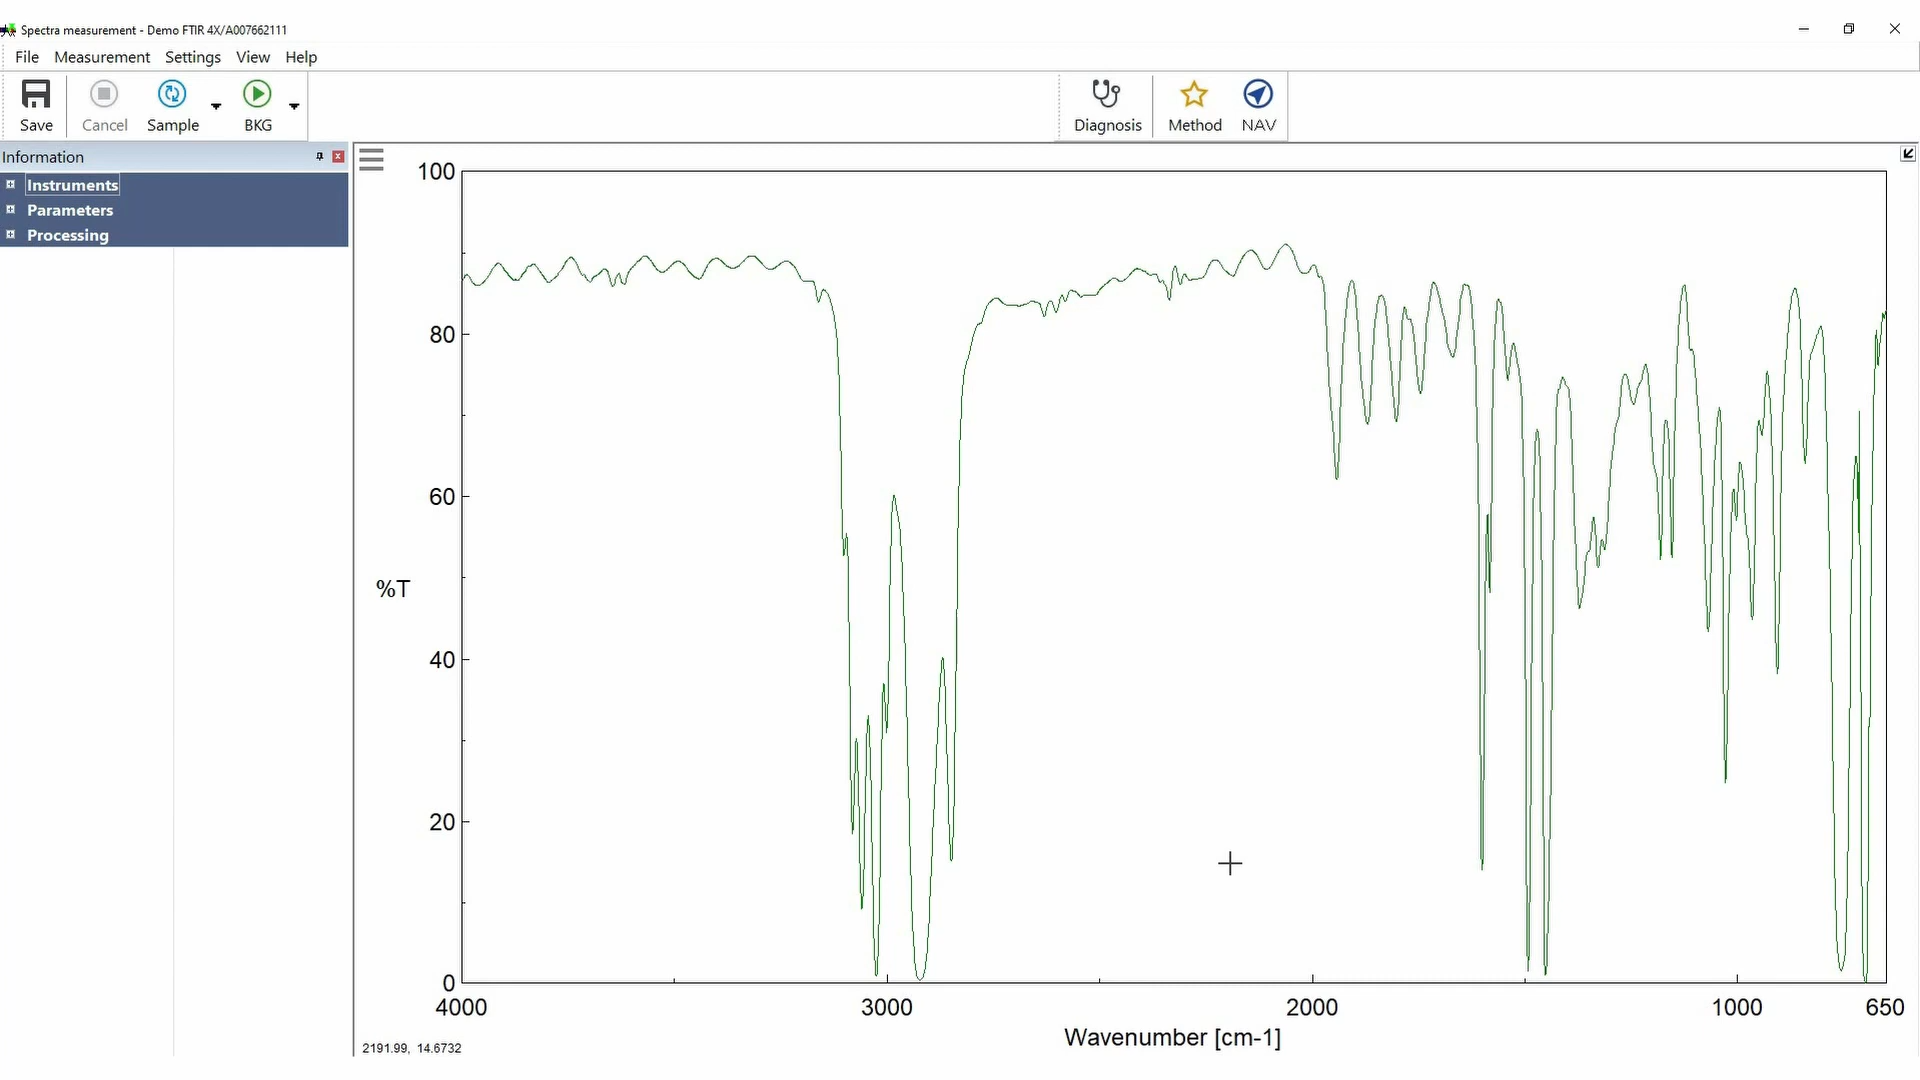 Spectra measurement - Demo FTIR 4X/A007662111
File Measurement Settings View Help
Save Cancel Sample BKG Diagnosis Method NAV
Information
Instruments
Parameters
Processing
100
80
60
%T
40
20
0
4000 3000 2000 1000 650
Wavenumber [cm-1]
2191.99, 14.6732